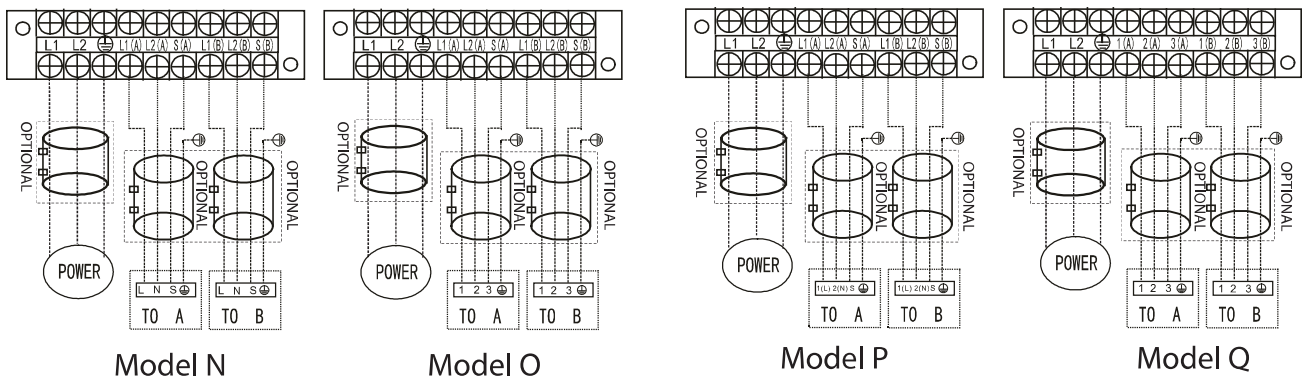 L1 L2 L1(A) L2(A) S(A) L1(B) L2(B) S(B)
OPTIONAL
OPTIONAL
OPTIONAL
POWER
L N S
L N S
TO A
TO B
Model N
L1 L2 L1(A) L2(A) S(A) L1(B) L2(B) S(B)
OPTIONAL
OPTIONAL
OPTIONAL
POWER
1 2 3
1 2 3
TO A
TO B
Model O
L1 L2 L1(A) L2(A) S(A) L1(B) L2(B) S(B)
OPTIONAL
OPTIONAL
OPTIONAL
POWER
1(L) 2(N) S
1(L) 2(N) S
TO A
TO B
Model P
L1 L2 1(A) 2(A) 3(A) 1(B) 2(B) 3(B)
OPTIONAL
OPTIONAL
OPTIONAL
POWER
1 2 3
1 2 3
TO A
TO B
Model Q